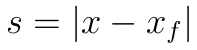 s = |x − x_f|